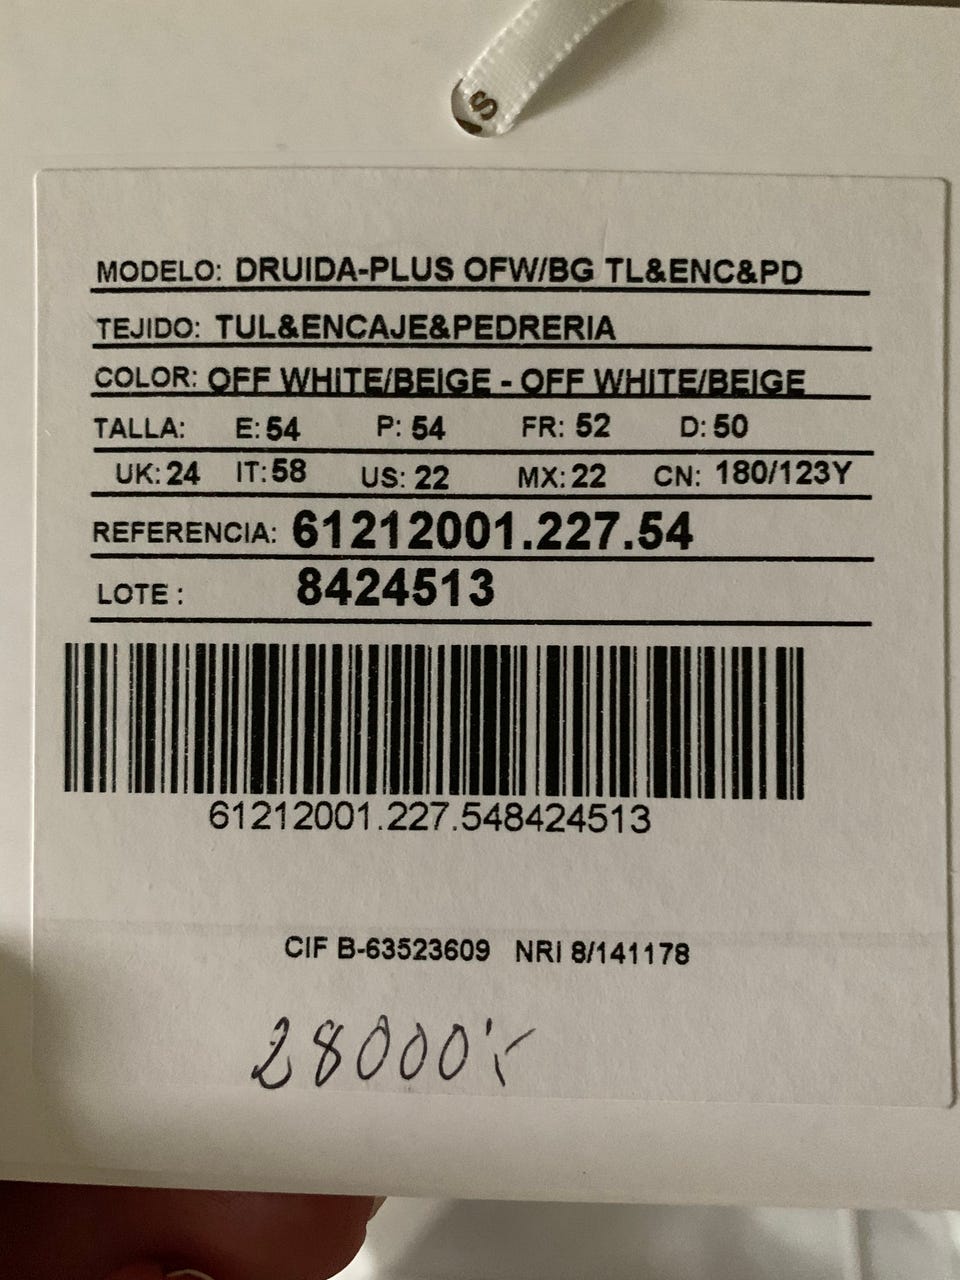 s
MODELO: DRUIDA-PLUS OFW/BG TL&ENC&PD
TEJIDO: TUL&ENCAJE&PEDRERIA
COLOR: OFF WHITE/BEIGE - OFF WHITE/BEIGE
TALLA: E: 54 P: 54 FR: 52 D: 50
UK: 24 IT: 58 US: 22 MX: 22 CN: 180/123Y
REFERENCIA: 61212001.227.54
LOTE : 8424513
61212001.227.548424513
CIF B-63523609 NRI 8/141178
28000:-